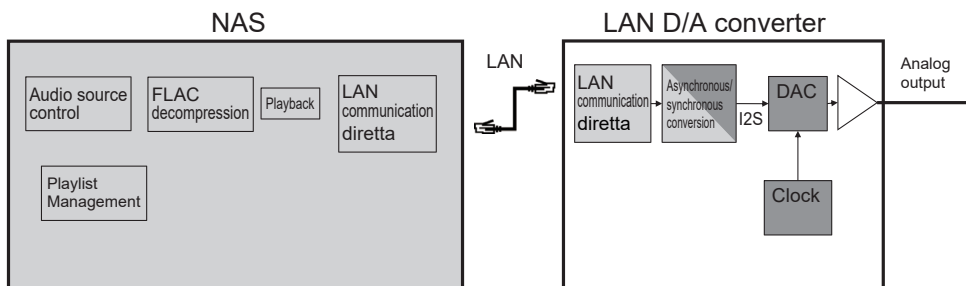 NAS
Audio source
control
FLAC
decompression
Playback
LAN
communication
diretta
Playlist
Management
LAN
LAN D/A converter
LAN
communication
diretta
Asynchronous/
synchronous
conversion
I2S
DAC
Clock
Analog
output